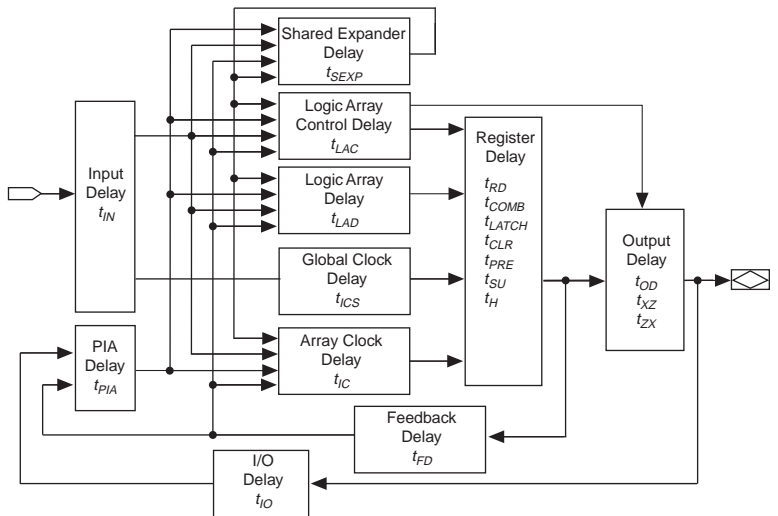 Shared Expander
Delay
tSEXP
Logic Array
Control Delay
tLAC
Register
Delay
tRD
tCOMB
tLATCH
tCLR
tPRE
tSU
tH
Input
Delay
tIN
Logic Array
Delay
tLAD
Output
Delay
tOD
tXZ
tZX
Global Clock
Delay
tICS
PIA
Delay
tPIA
Array Clock
Delay
tIC
Feedback
Delay
tFD
I/O
Delay
tIO